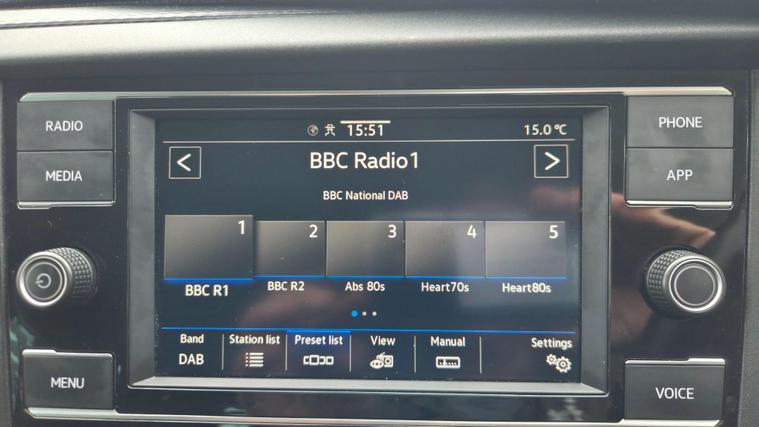 RADIO
MEDIA
MENU
15:51
15.0 °C
<
BBC Radio1
>
BBC National DAB
1
2
3
4
5
BBC R1
BBC R2
Abs 80s
Heart70s
Heart80s
Band
Station list
Preset list
View
Manual
Settings
DAB
PHONE
APP
VOICE